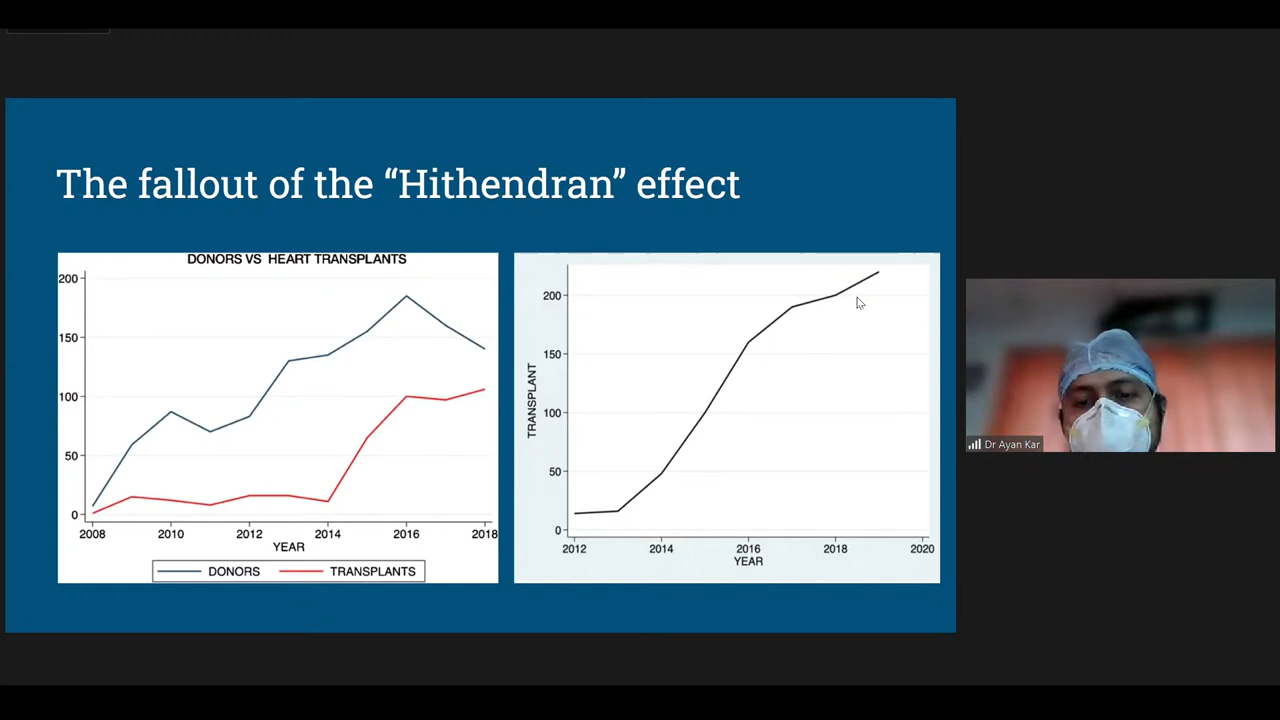 The fallout of the “Hithendran” effect
DONORS VS HEART TRANSPLANTS
200
150
100
50
0
2008 2010 2012 2014 2016 2018
YEAR
DONORS TRANSPLANTS
TRANSPLANT
200
150
100
50
0
2012 2014 2016 2018 2020
YEAR
Dr Ayan Kar